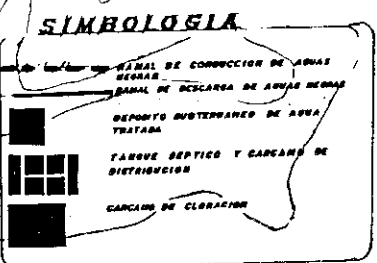 SIMBOLOGIA
RAMAL DE CONDUCCION DE AGUAS
NEGRAS
RAMAL DE DESCARGA DE AGUAS NEGRAS
DEPOSITO SUBTERRANEO DE AGUA
TRATADA
TANQUE SEPTICO Y CARCAMO DE
DISTRIBUCION
CARCAMO DE CLORACION